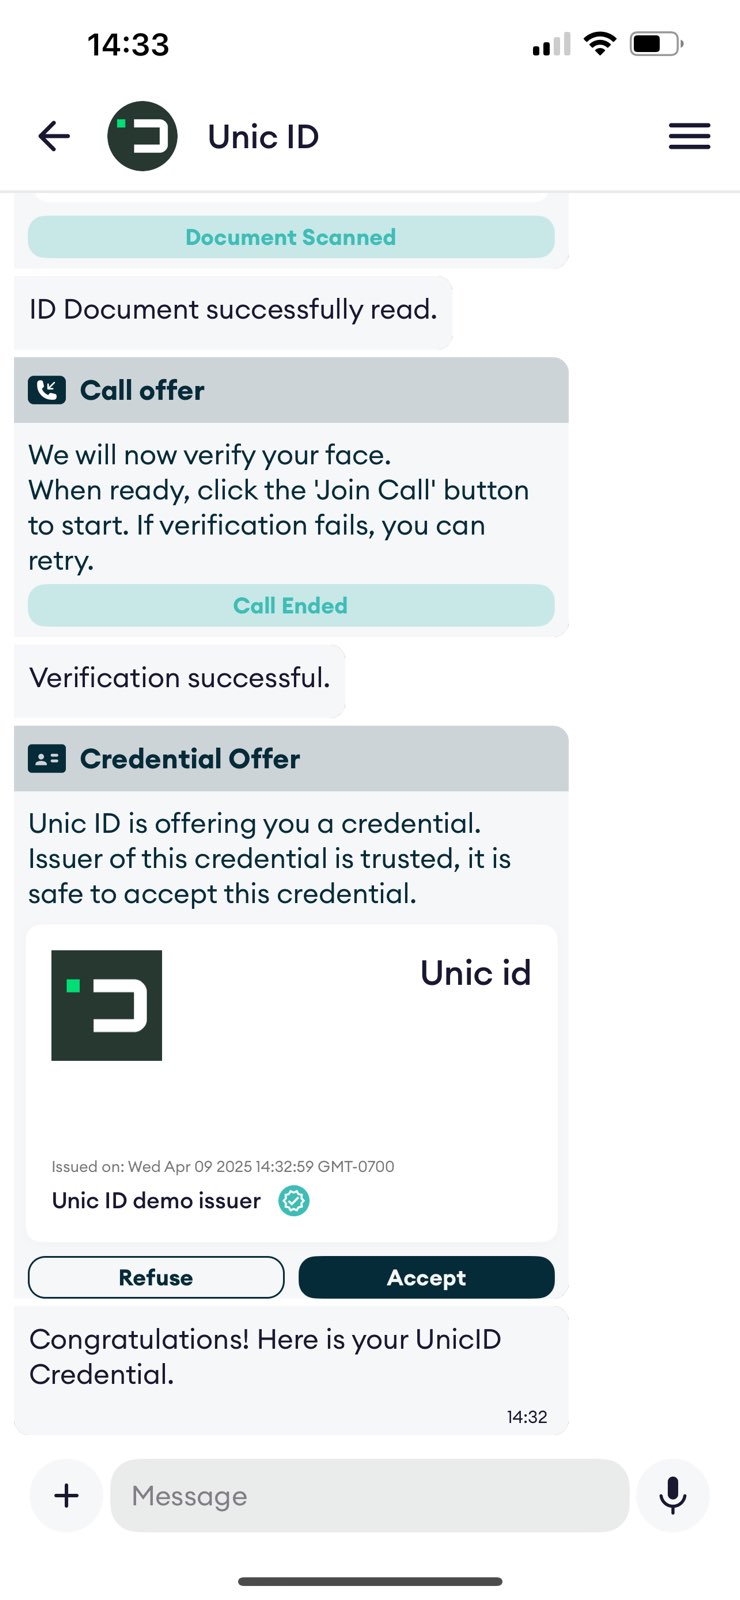 14:33
Unic ID
Document Scanned
ID Document successfully read.
Call offer
We will now verify your face.
When ready, click the 'Join Call' button
to start. If verification fails, you can
retry.
Call Ended
Verification successful.
Credential Offer
Unic ID is offering you a credential.
Issuer of this credential is trusted, it is
safe to accept this credential.
Unic id
Issued on: Wed Apr 09 2025 14:32:59 GMT-0700
Unic ID demo issuer
Refuse
Accept
Congratulations! Here is your UnicID
Credential.
14:32
Message